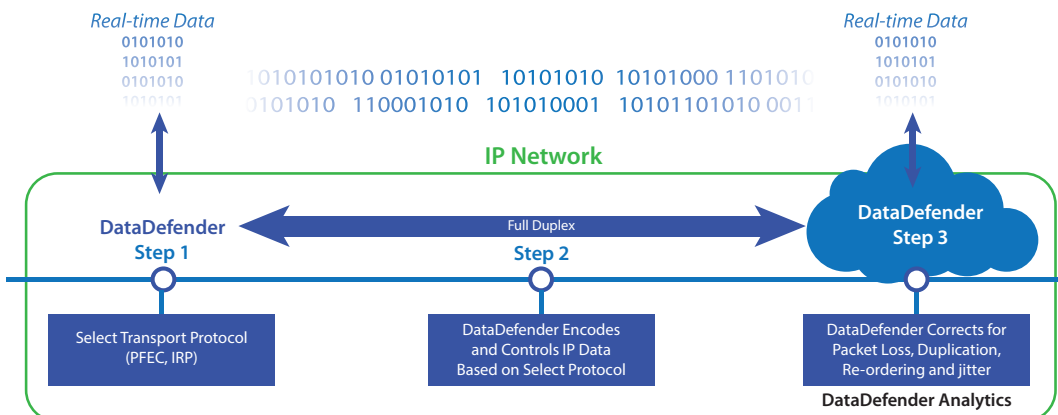 Real-time Data
0101010
1010101
0101010
1010101
1010101010 01010101 10101010 10101000 1101010
0101010 110001010 101010001 10101101010 0011
Real-time Data
0101010
1010101
0101010
1010101
IP Network
DataDefender
Step 1
Full Duplex
Step 2
DataDefender
Step 3
Select Transport Protocol
(PFEC, IRP)
DataDefender Encodes
and Controls IP Data
Based on Select Protocol
DataDefender Corrects for
Packet Loss, Duplication,
Re-ordering and jitter
DataDefender Analytics